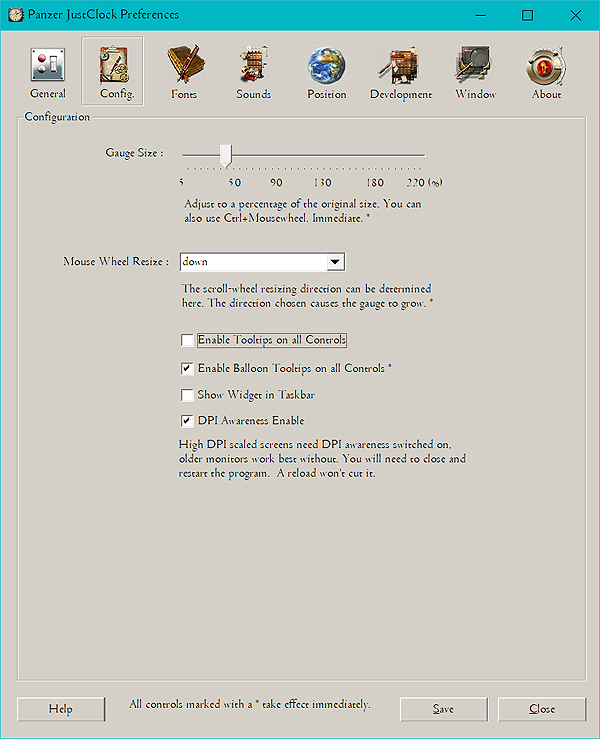 Panzer JustClock Preferences
General Config. Fonts Sounds Position Development Window About
Configuration
Gauge Size :
5 50 90 130 180 220 (%)
Adjust to a percentage of the original size. You can
also use Ctrl+Mousewheel. Immediate. *
Mouse Wheel Resize : down
The scroll-wheel resizing direction can be determined
here. The direction chosen causes the gauge to grow. *
Enable Tooltips on all Controls
Enable Balloon Tooltips on all Controls *
Show Widget in Taskbar
DPI Awareness Enable
High DPI scaled screens need DPI awareness switched on,
older monitors work best without. You will need to close and
restart the program. A reload won't cut it.
Help All controls marked with a * take effect immediately. Save Close